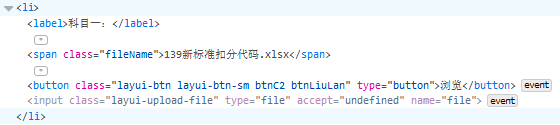 <li>
<label>科目一：</label>
<span class="fileName">139新标准扣分代码.xlsx</span>
<button class="layui-btn layui-btn-sm btnC2 btnLiuLan" type="button">浏览</button> event
<input class="layui-upload-file" type="file" accept="undefined" name="file"> event
</li>